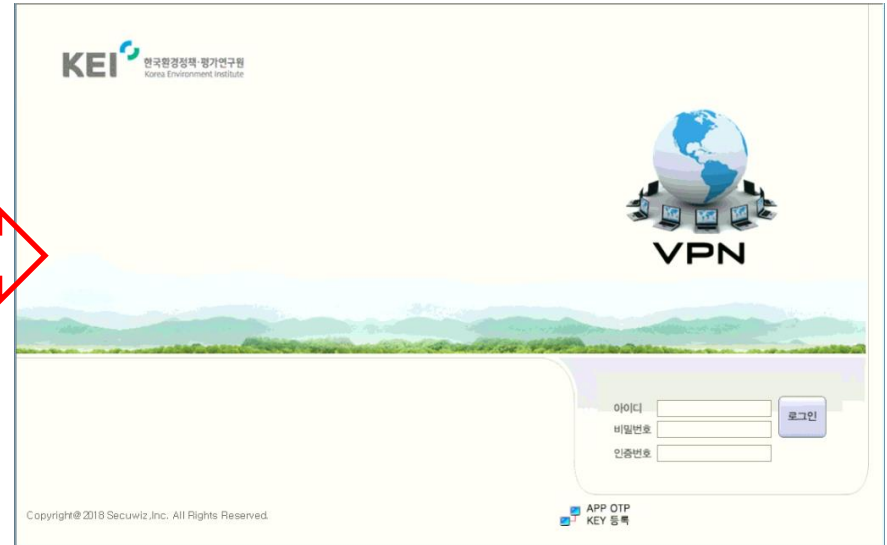 KEI 한국환경정책·평가연구원
Korea Environment Institute
VPN
아이디
로그인
비밀번호
인증번호
Copyright@2018 Secuwiz.,Inc. All Rights Reserved.
APP OTP
KEY 등록